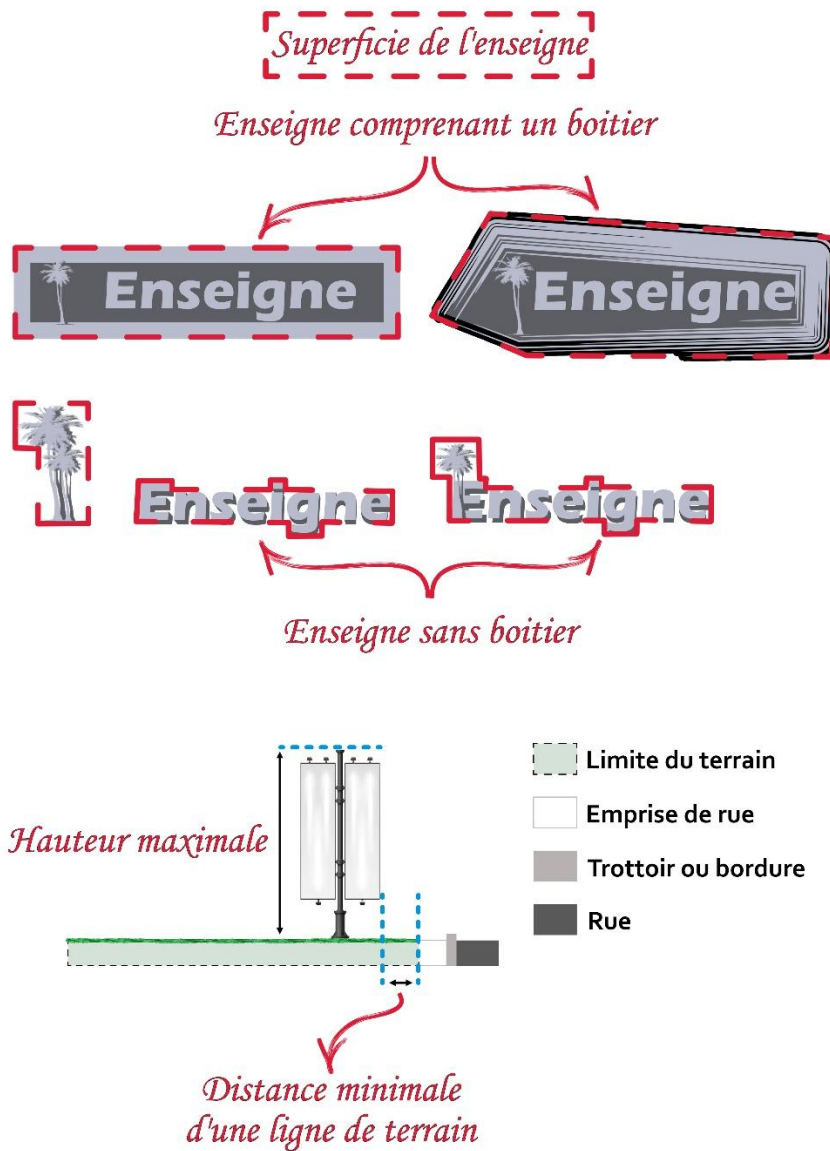 Superficie de l'enseigne
Enseigne comprenant un boitier
Enseigne
Enseigne
Enseigne
Enseigne
Enseigne sans boitier
Limite du terrain
Emprise de rue
Hauteur maximale
Trottoir ou bordure
Rue
Distance minimale
d'une ligne de terrain